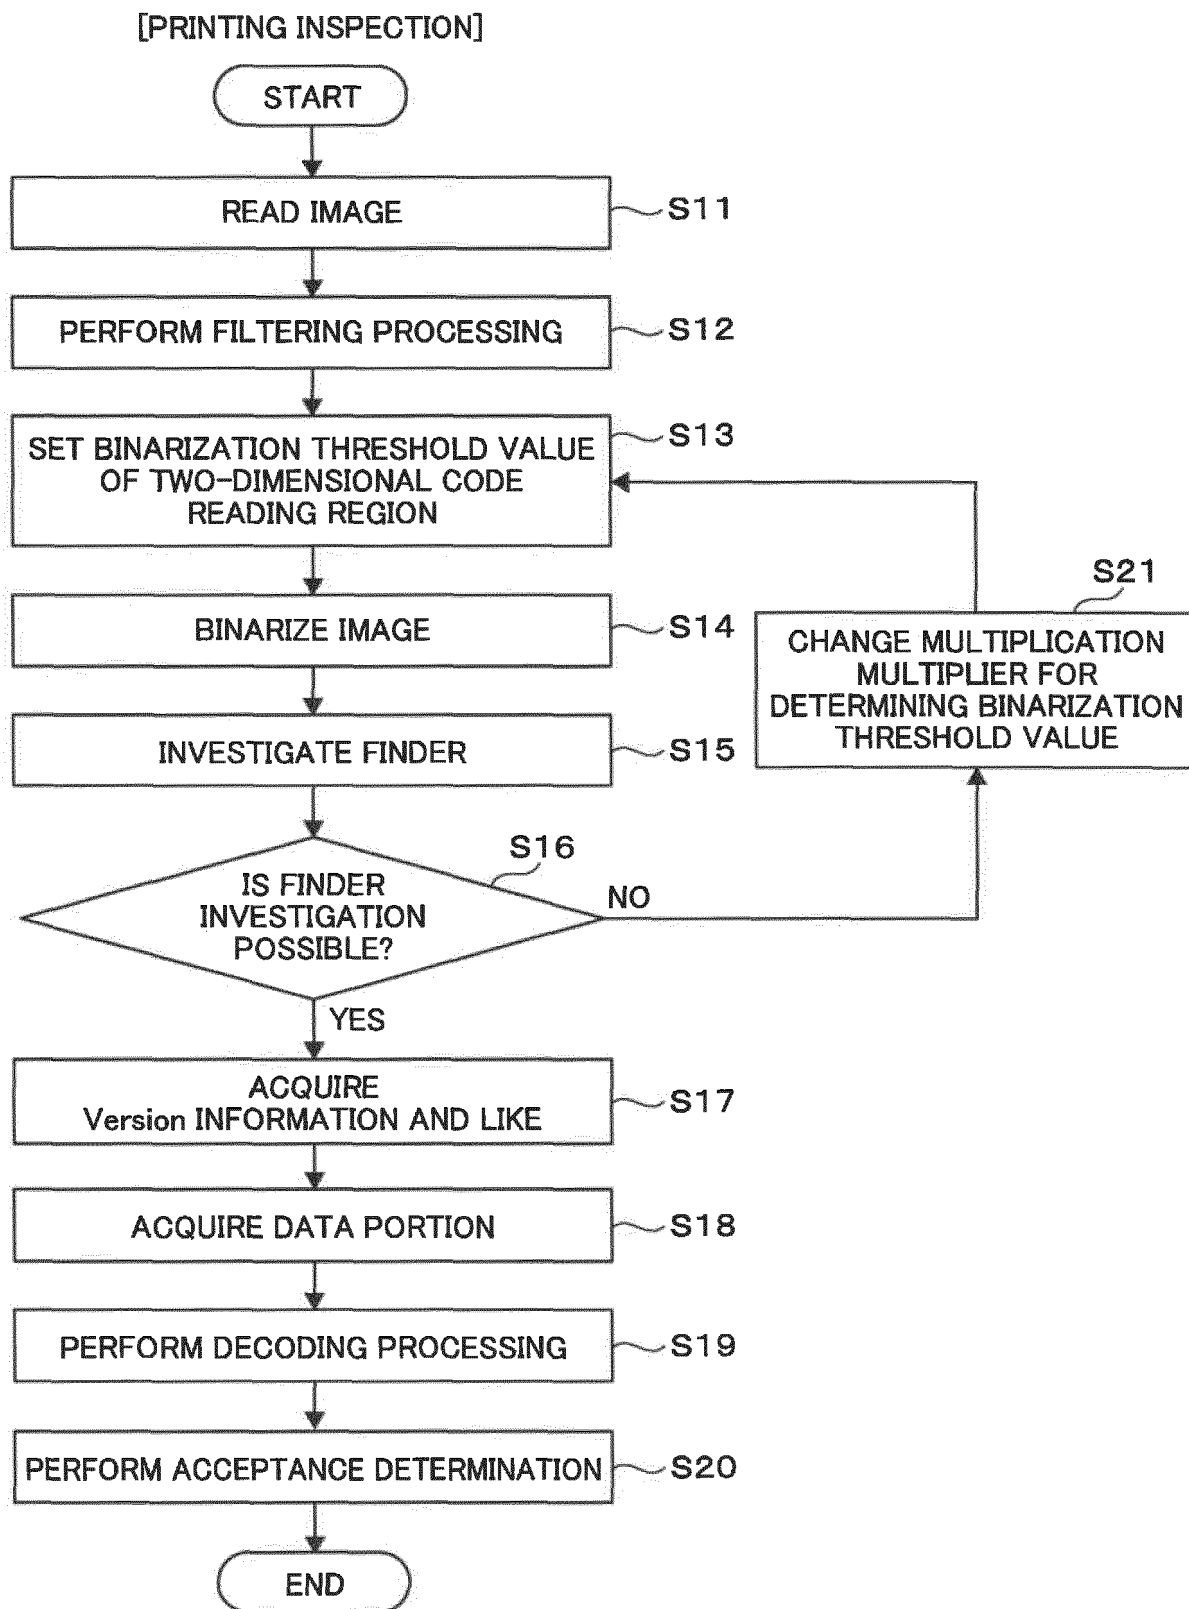 [PRINTING INSPECTION]
START
READ IMAGE
S11
PERFORM FILTERING PROCESSING
S12
SET BINARIZATION THRESHOLD VALUE
OF TWO-DIMENSIONAL CODE
READING REGION
S13
BINARIZE IMAGE
S14
S21
CHANGE MULTIPLICATION
MULTIPLIER FOR
DETERMINING BINARIZATION
THRESHOLD VALUE
INVESTIGATE FINDER
S15
S16
IS FINDER
INVESTIGATION
POSSIBLE?
NO
YES
ACQUIRE
Version INFORMATION AND LIKE
S17
ACQUIRE DATA PORTION
S18
PERFORM DECODING PROCESSING
S19
PERFORM ACCEPTANCE DETERMINATION
S20
END